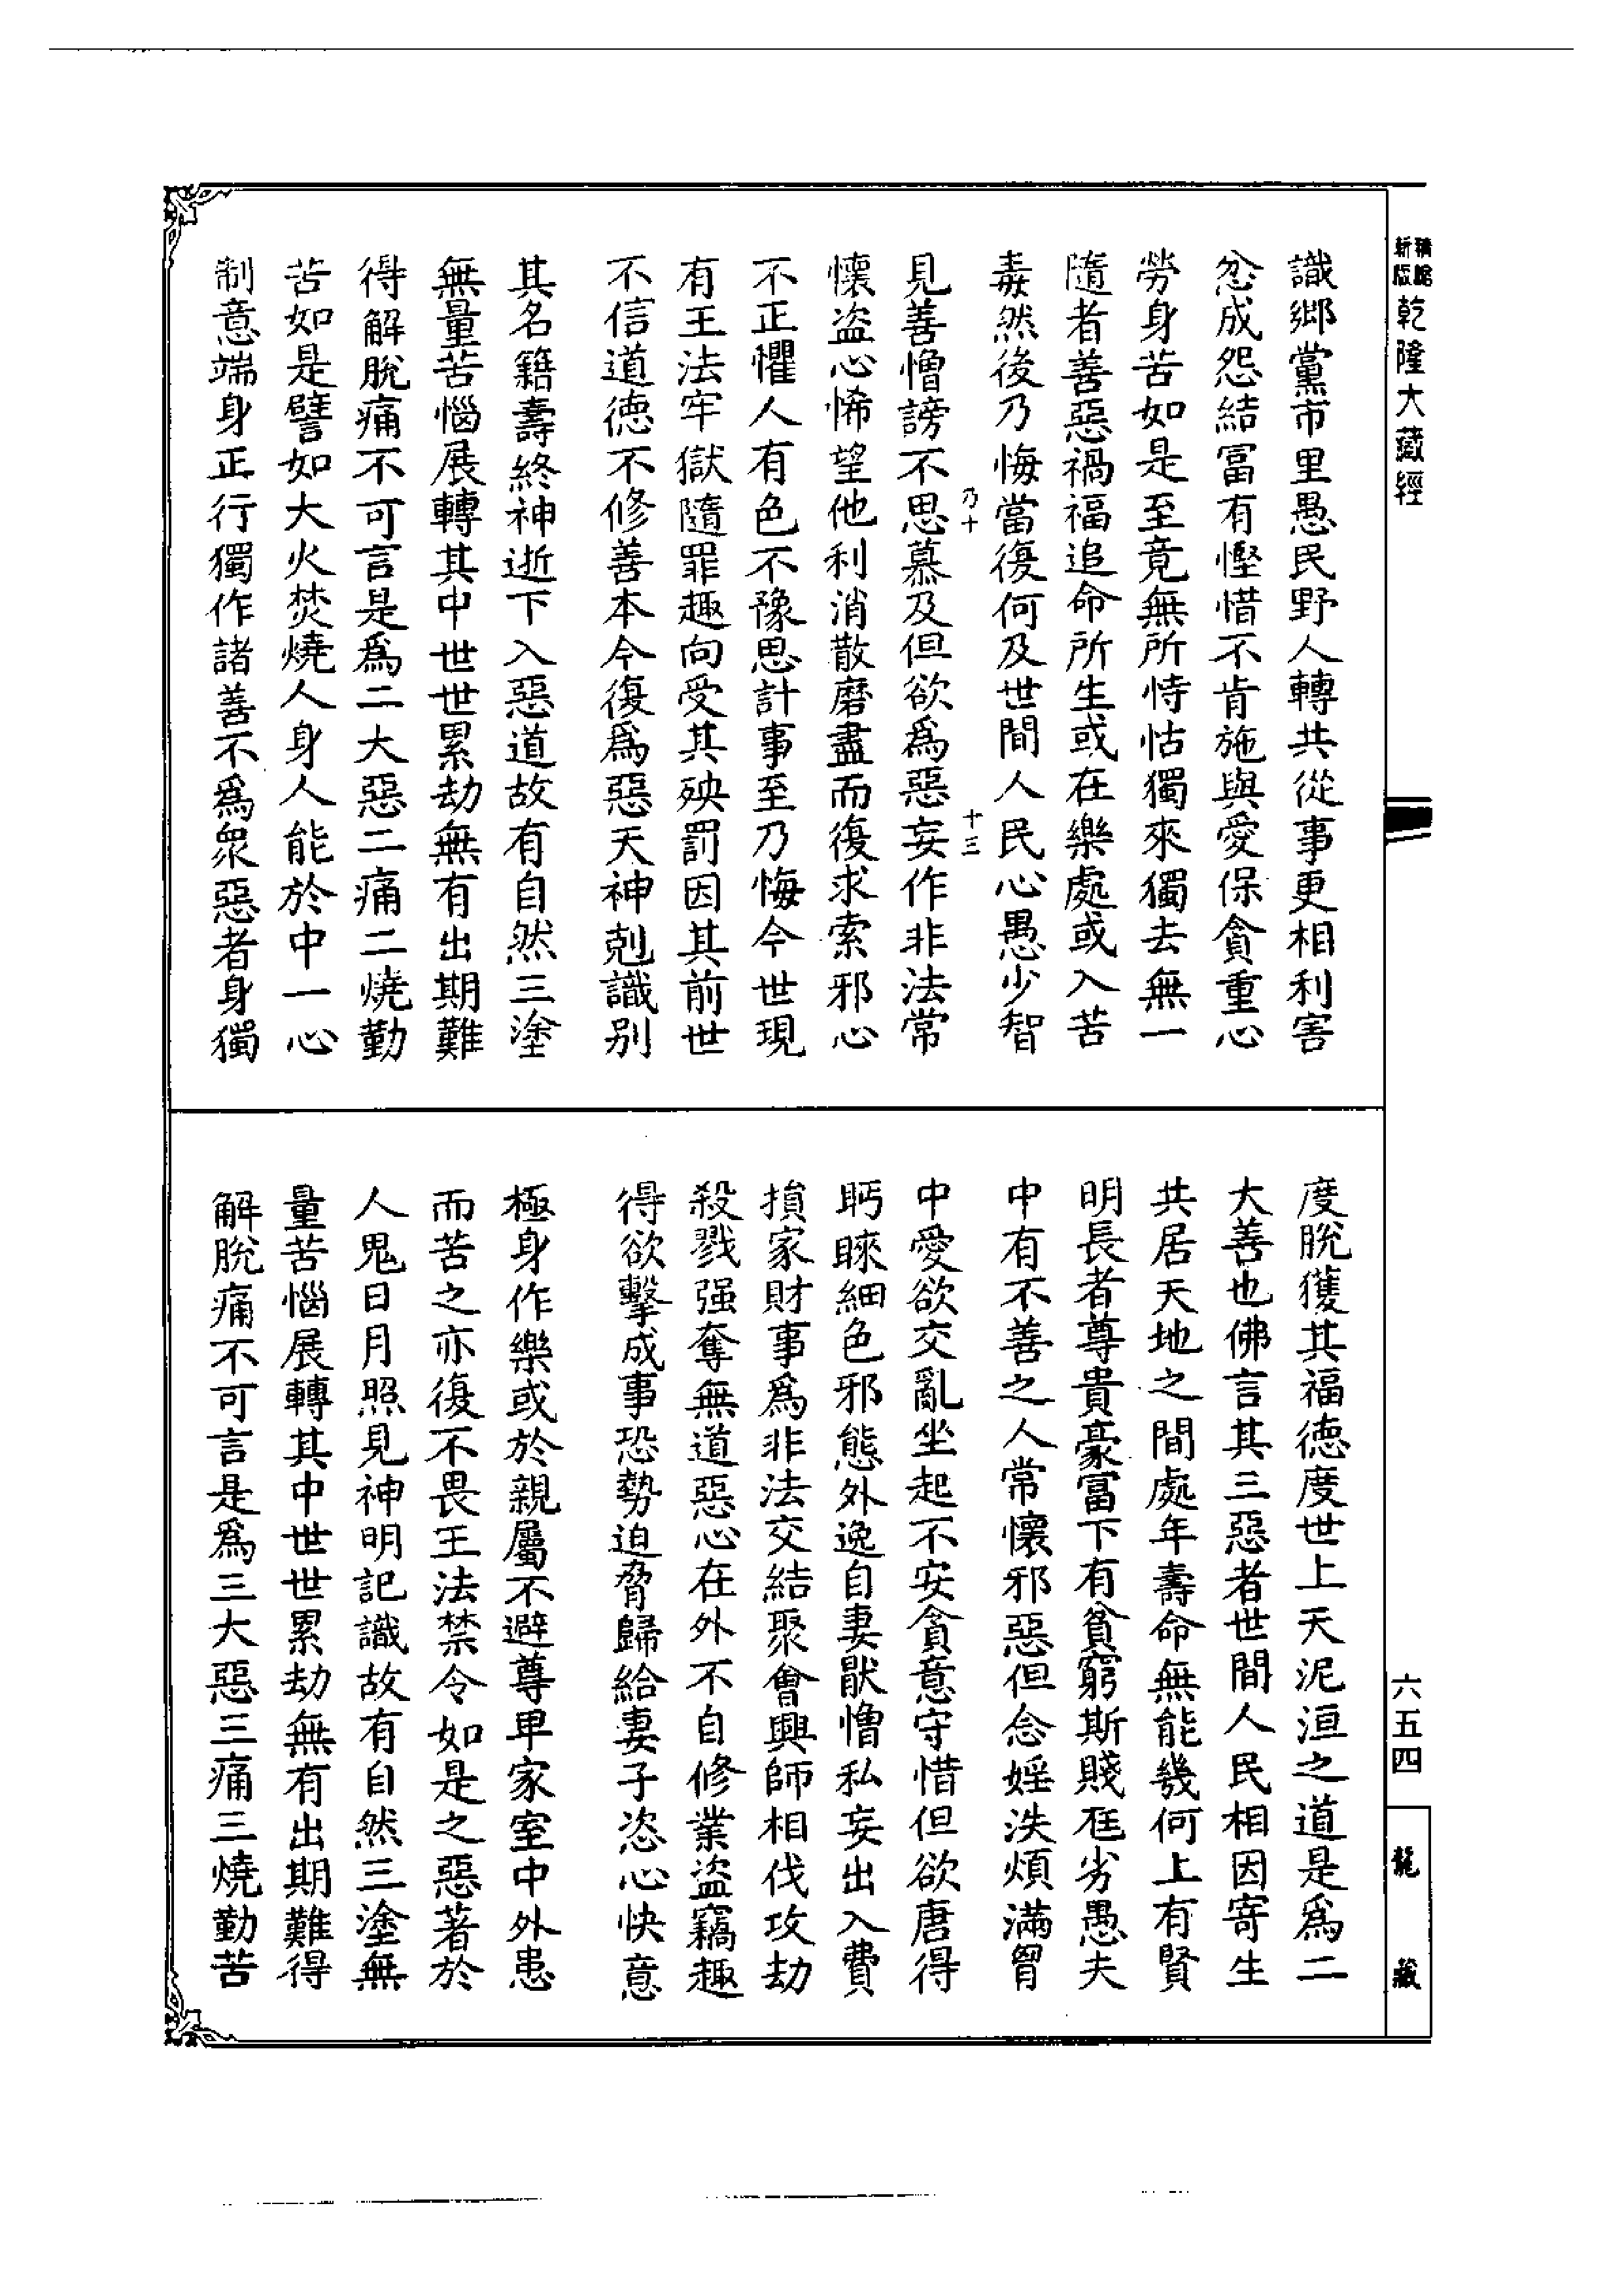 新版
精縮
乾隆大藏經
六五四
龍藏
識鄉黨市里愚民野人轉共從事更相利害
忿成怨結富有慳惜不肯施與愛保貪重心
勞身苦如是至竟無所恃怙獨來獨去無一
隨者善惡禍福追命所生或在樂處或入苦
毒然後乃悔當復何及世間人民心愚少智
乃十
十三
見善憎謗不思慕及但欲為惡妄作非法常
懷盜心悕望他利消散磨盡而復求索邪心
不正懼人有色不豫思計事至乃悔今世現
有王法牢獄隨罪趣向受其殃罰因其前世
不信道德不修善本今復為惡天神剋識別
其名籍壽終神逝下入惡道故有自然三塗
無量苦惱展轉其中世世累劫無有出期難
得解脫痛不可言是為二大惡二痛二燒勤
苦如是譬如大火焚燒人身人能於中一心
制意端身正行獨作諸善不為眾惡者身獨
度脫獲其福德度世上天泥洹之道是為二
大善也佛言其三惡者世間人民相因寄生
共居天地之間處年壽命無能幾何上有賢
明長者尊貴豪富下有貧窮斯賤尫劣愚夫
中有不善之人常懷邪惡但念婬泆煩滿胷
中愛欲交亂坐起不安貪意守惜但欲唐得
眄睞細色邪態外逸自妻猒憎私妄出入費
損家財事為非法交結聚會興師相伐攻劫
殺戮强奪無道惡心在外不自修業盜竊趣
得欲擊成事恐勢迫脅歸給妻子恣心快意
極身作樂或於親屬不避尊卑家室中外患
而苦之亦復不畏王法禁令如是之惡著於
人鬼日月照見神明記識故有自然三塗無
量苦惱展轉其中世世累劫無有出期難得
解脫痛不可言是為三大惡三痛三燒勤苦